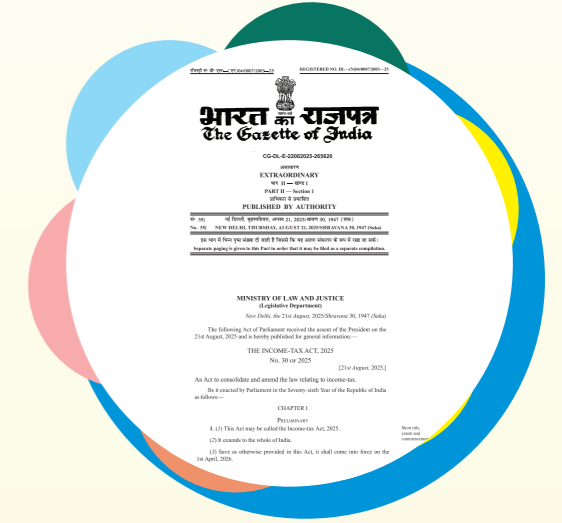 REGISTERED NO. DL—(N)04/0007/2003—25
भारत का राजपत्र
The Gazette of India
CG-DL-E-22082025-265620
असाधारण
EXTRAORDINARY
भाग II — खण्ड 1
PART II — Section 1
प्राधिकार से प्रकाशित
PUBLISHED BY AUTHORITY
नई दिल्ली, बृहस्पतिवार, अगस्त 21, 2025/श्रावण 30, 1947 (शक)
NEW DELHI, THURSDAY, AUGUST 21, 2025/SHRAVANA 30, 1947 (Saka)
इस भाग में भिन्न पृष्ठ संख्या दी जाती है जिससे कि यह अलग संकलन के रूप में रखा जा सके।
Separate paging is given to this Part in order that it may be filed as a separate compilation.
MINISTRY OF LAW AND JUSTICE
(Legislative Department)
New Delhi, the 21st August, 2025/Shravana 30, 1947 (Saka)
The following Act of Parliament received the assent of the President on the
21st August, 2025 and is hereby published for general information:—
THE INCOME-TAX ACT, 2025
No. 30 OF 2025
[21st August, 2025.]
An Act to consolidate and amend the law relating to income-tax.
Be it enacted by Parliament in the Seventy-sixth Year of the Republic of India
as follows—
CHAPTER I
PRELIMINARY
1. (1) This Act may be called the Income-tax Act, 2025.
Short title,
extent and
commencement.
(2) It extends to the whole of India.
(3) Save as otherwise provided in this Act, it shall come into force on the
1st April, 2026.